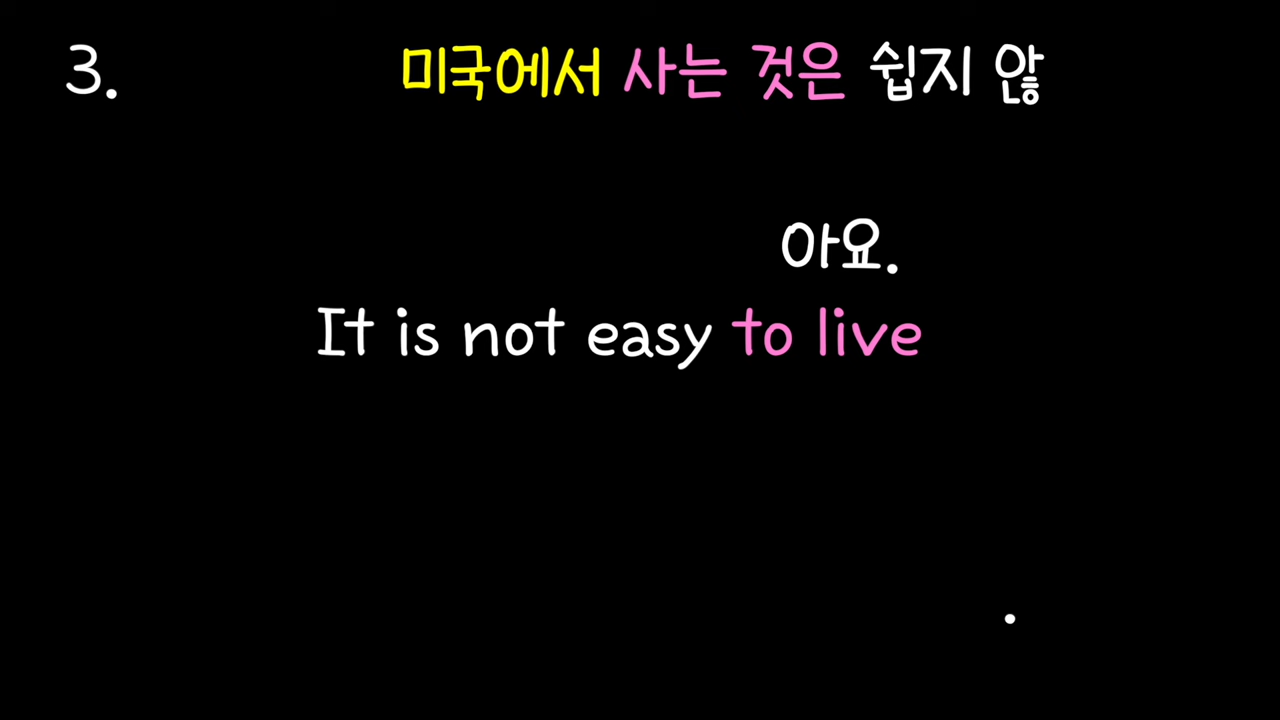 3. 미국에서 사는 것은 쉽지 않
아요.
It is not easy to live
.